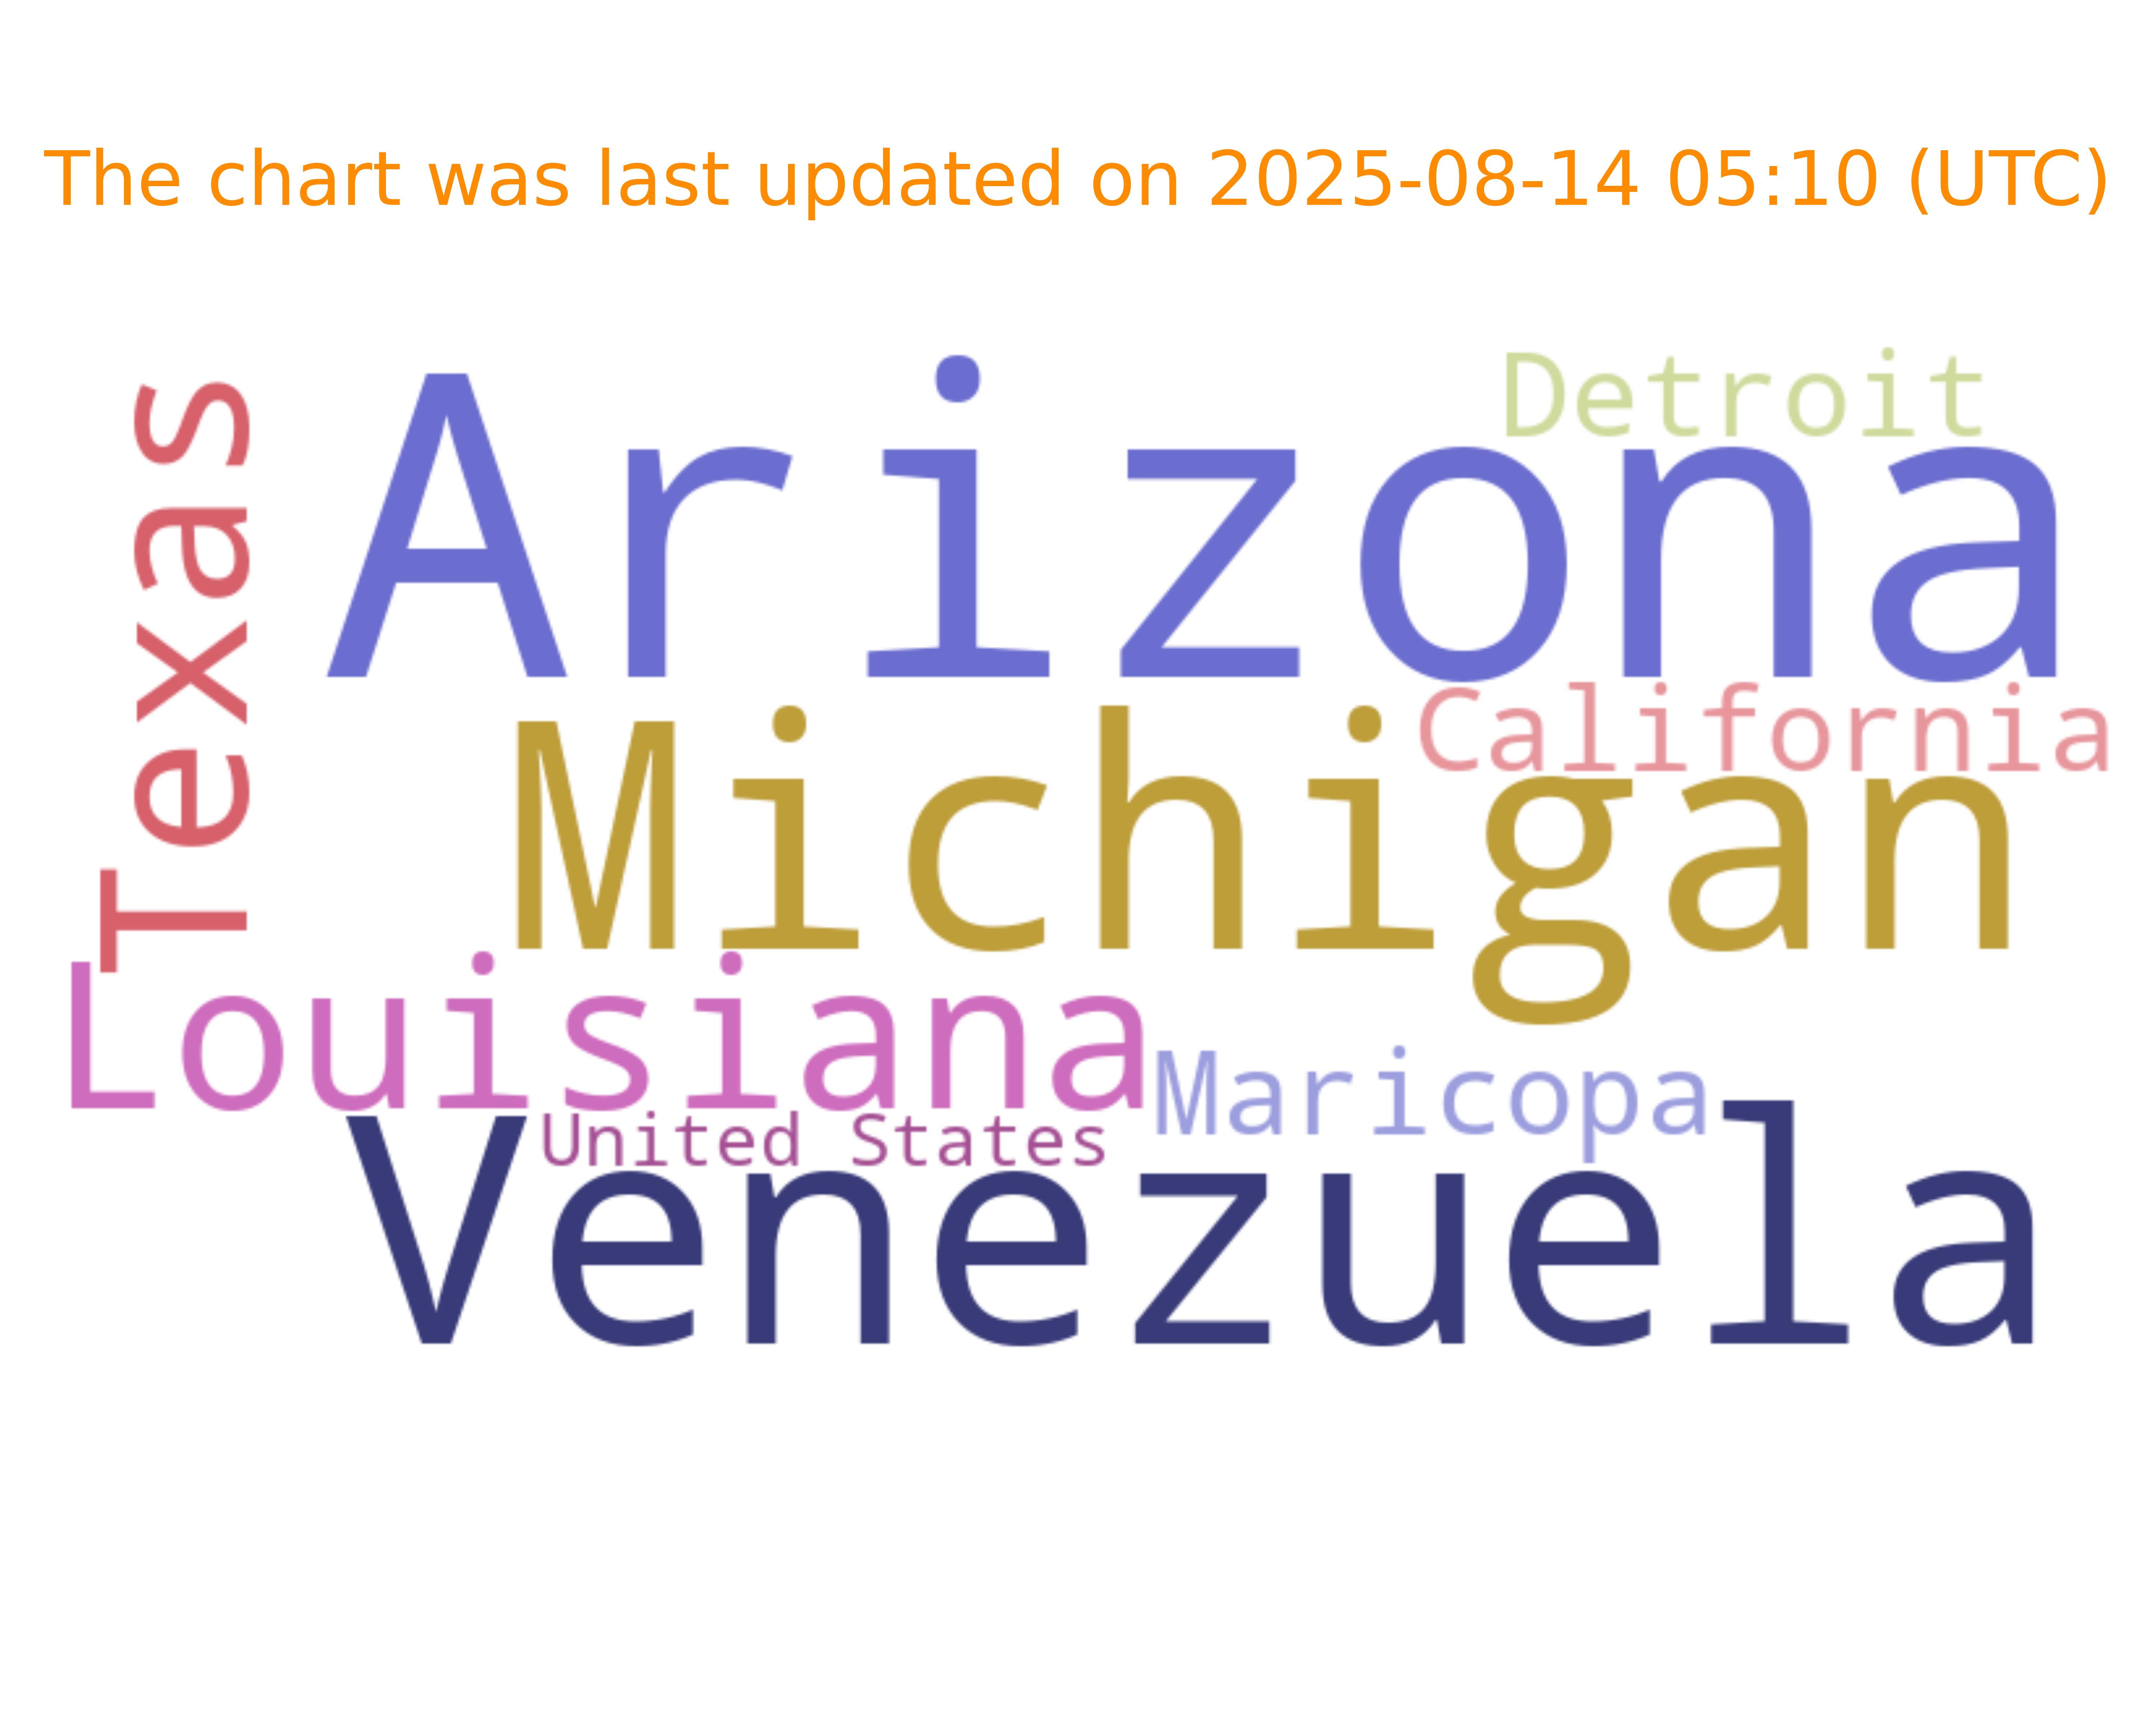 The chart was last updated on 2025-08-14 05:10 (UTC)
Detroit
Texas
Arizona
California
Michigan
Louisiana
Maricopa
United States
Venezuela